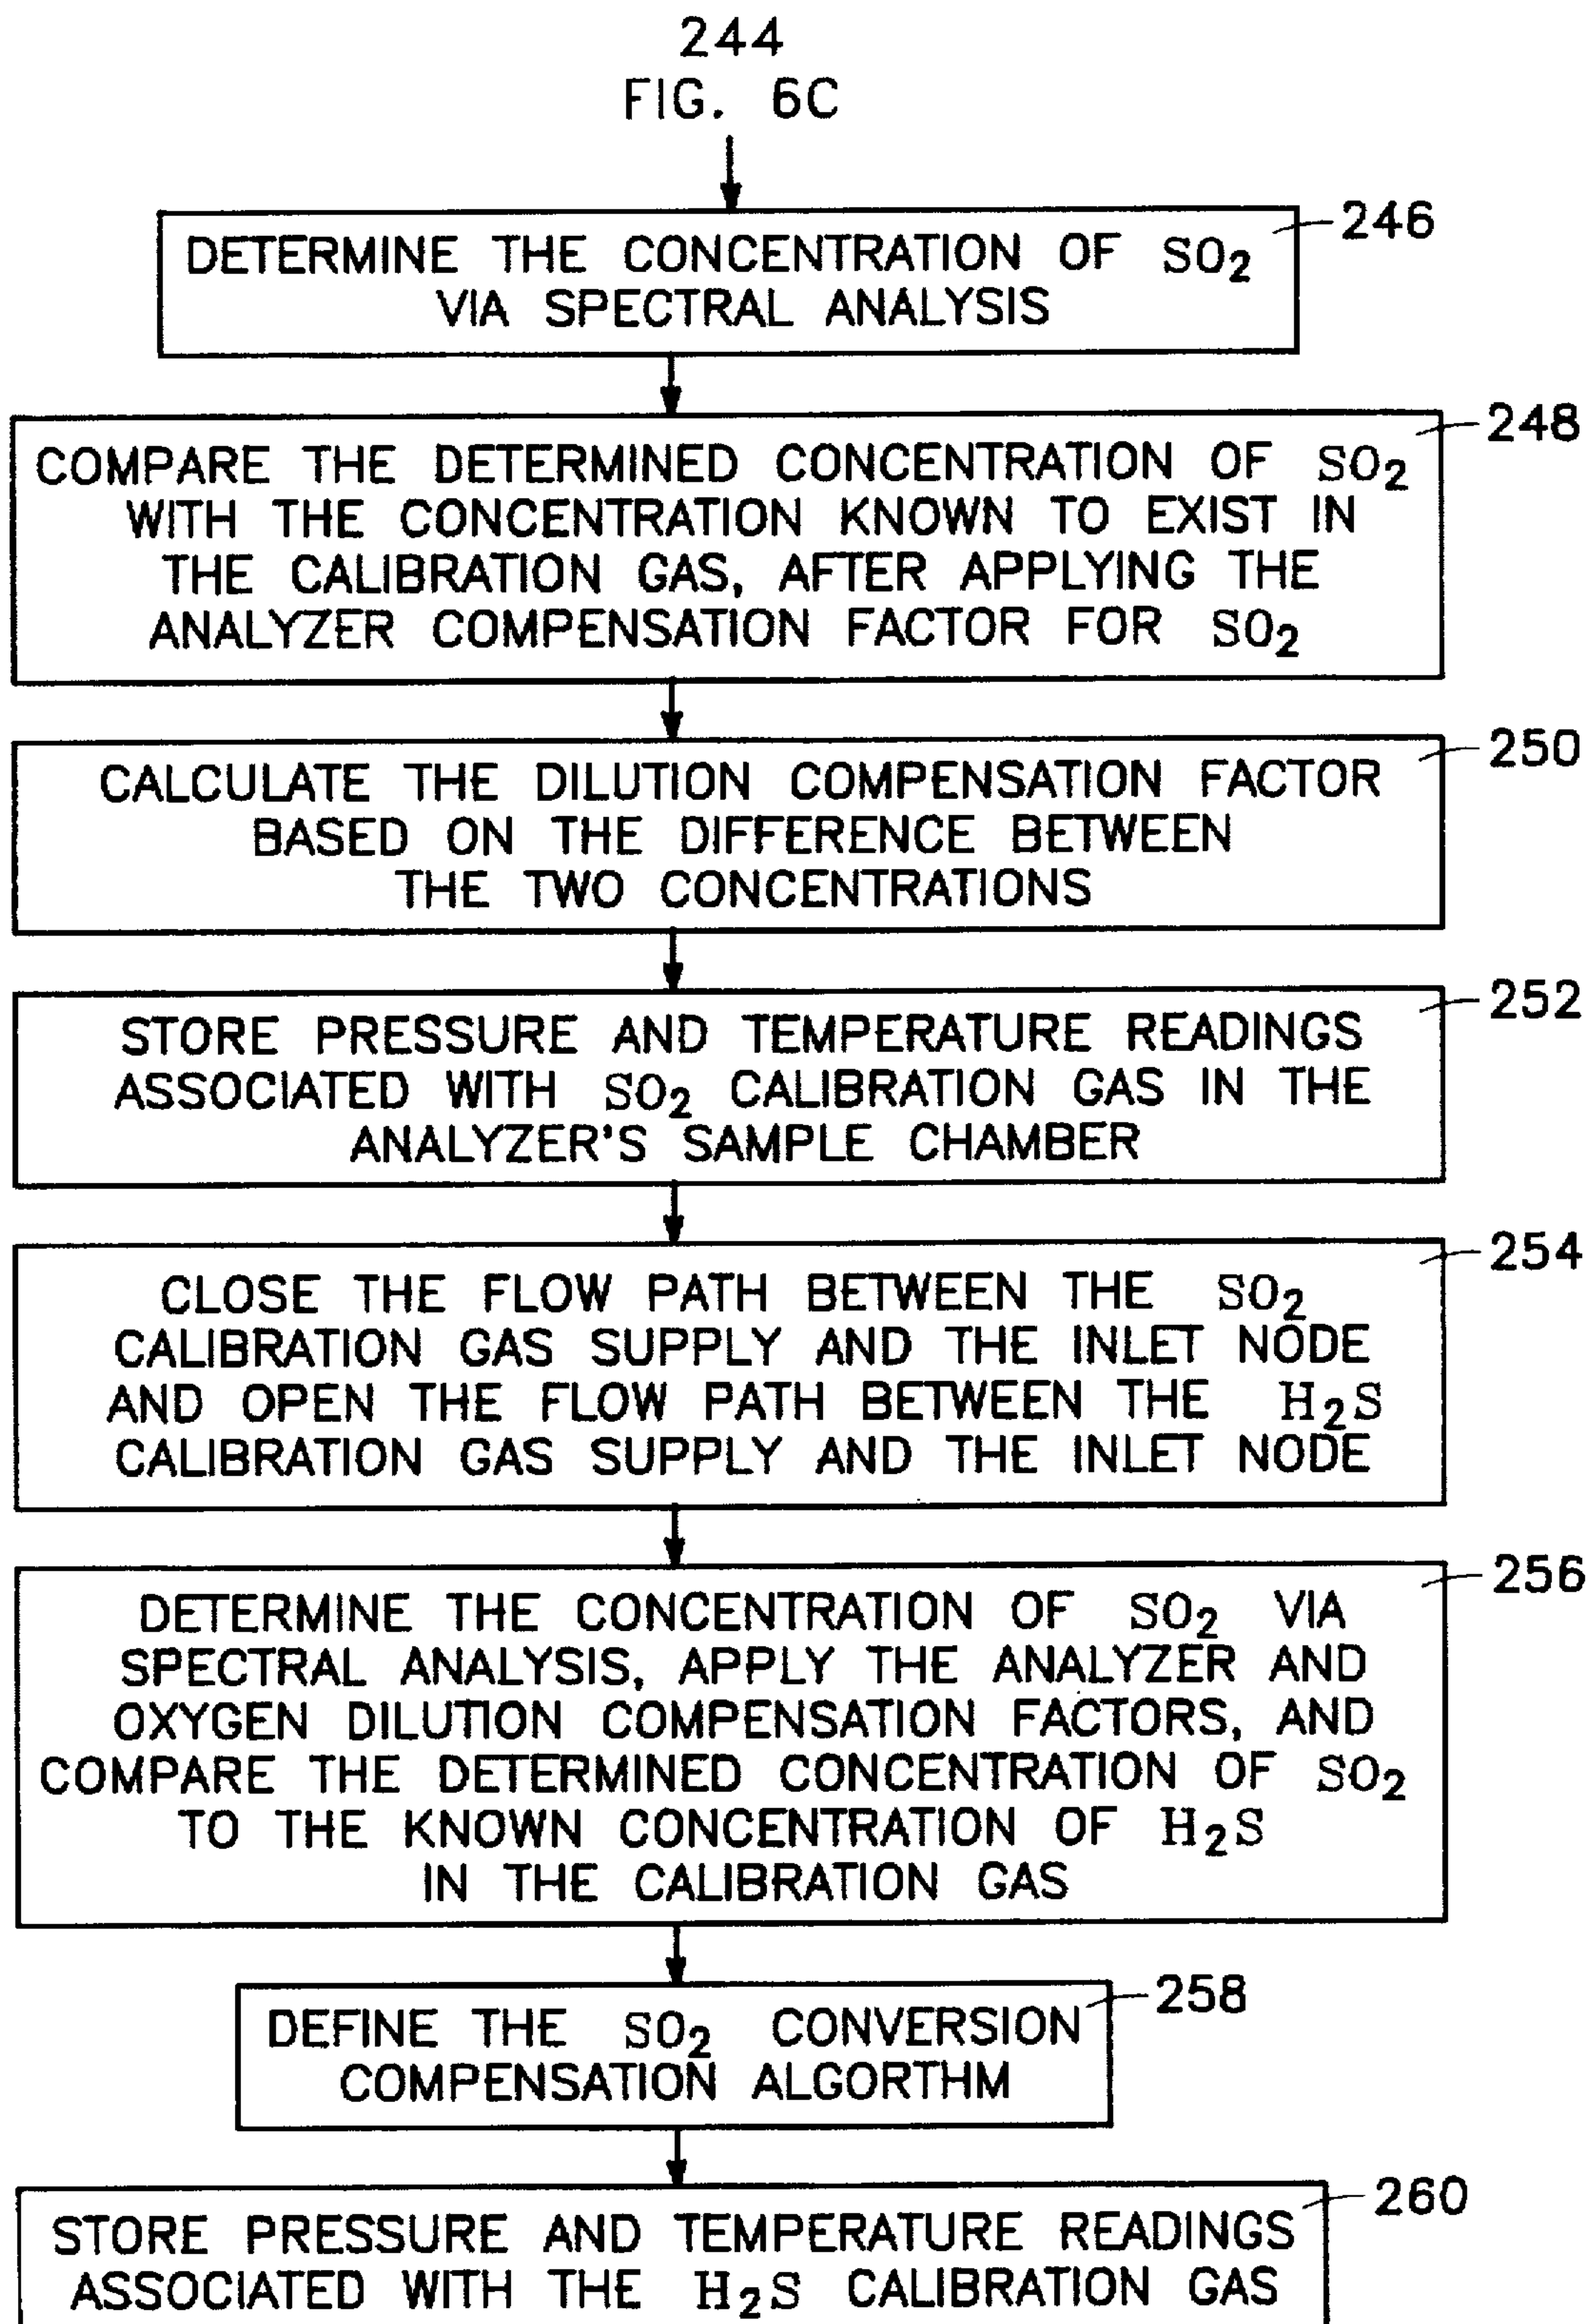 244
FIG. 6C
246
DETERMINE THE CONCENTRATION OF SO₂
VIA SPECTRAL ANALYSIS
248
COMPARE THE DETERMINED CONCENTRATION OF SO₂
WITH THE CONCENTRATION KNOWN TO EXIST IN
THE CALIBRATION GAS, AFTER APPLYING THE
ANALYZER COMPENSATION FACTOR FOR SO₂
250
CALCULATE THE DILUTION COMPENSATION FACTOR
BASED ON THE DIFFERENCE BETWEEN
THE TWO CONCENTRATIONS
252
STORE PRESSURE AND TEMPERATURE READINGS
ASSOCIATED WITH SO₂ CALIBRATION GAS IN THE
ANALYZER'S SAMPLE CHAMBER
254
CLOSE THE FLOW PATH BETWEEN THE SO₂
CALIBRATION GAS SUPPLY AND THE INLET NODE
AND OPEN THE FLOW PATH BETWEEN THE H₂S
CALIBRATION GAS SUPPLY AND THE INLET NODE
256
DETERMINE THE CONCENTRATION OF SO₂ VIA
SPECTRAL ANALYSIS, APPLY THE ANALYZER AND
OXYGEN DILUTION COMPENSATION FACTORS, AND
COMPARE THE DETERMINED CONCENTRATION OF SO₂
TO THE KNOWN CONCENTRATION OF H₂S
IN THE CALIBRATION GAS
258
DEFINE THE SO₂ CONVERSION
COMPENSATION ALGORTHM
260
STORE PRESSURE AND TEMPERATURE READINGS
ASSOCIATED WITH THE H₂S CALIBRATION GAS